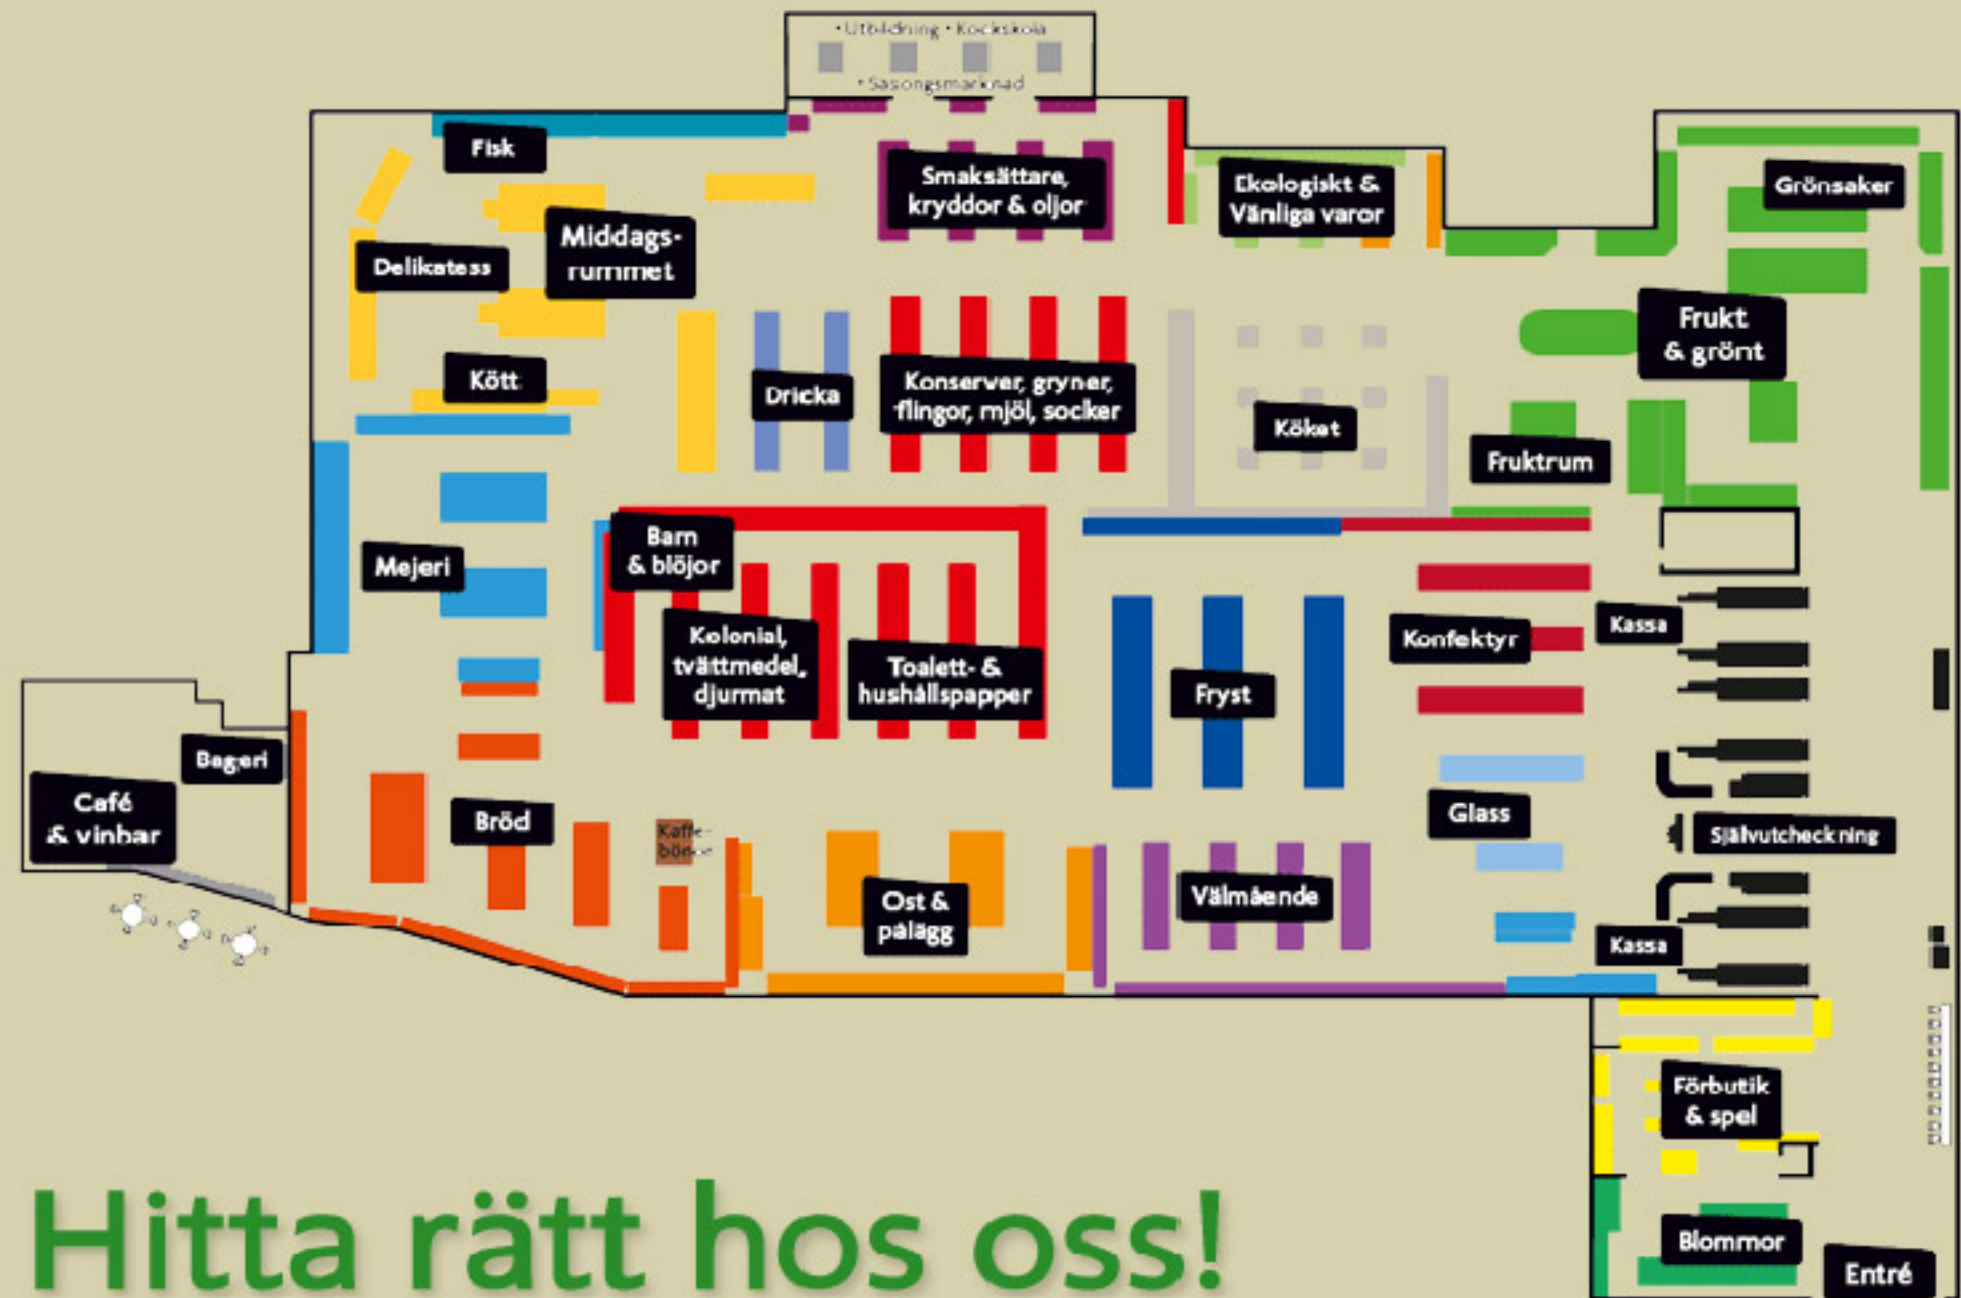 • Utbildning • Kockskola
• Säsongsmarknad
Fisk
Smaksättare,
kryddor & oljor
Ekologiskt &
Vänliga varor
Grönsaker
Delikatess
Middags-
rummet
Frukt
& grönt
Kött
Dricka
Konserver, gryner,
flingor, mjöl, socker
Köket
Fruktrum
Barn
& blöjor
Mejeri
Kolonial,
tvättmedel,
djurmat
Toalett- &
hushållspapper
Fryst
Konfektyr
Kassa
Bageri
Café
& vinbar
Bröd
Kaffe-
bönor
Glass
Självutcheckning
Ost &
pålägg
Välmående
Kassa
Förbutik
& spel
Blommor
Entré
Hitta rätt hos oss!